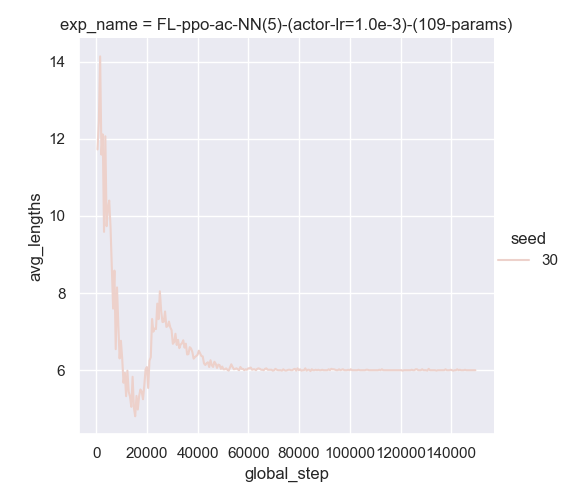 exp_name = FL-ppo-ac-NN(5)-(actor-lr=1.0e-3)-(109-params)
14
12
10
8
6
avg_lengths
seed
30
0 20000 40000 60000 80000 100000 120000 140000
global_step